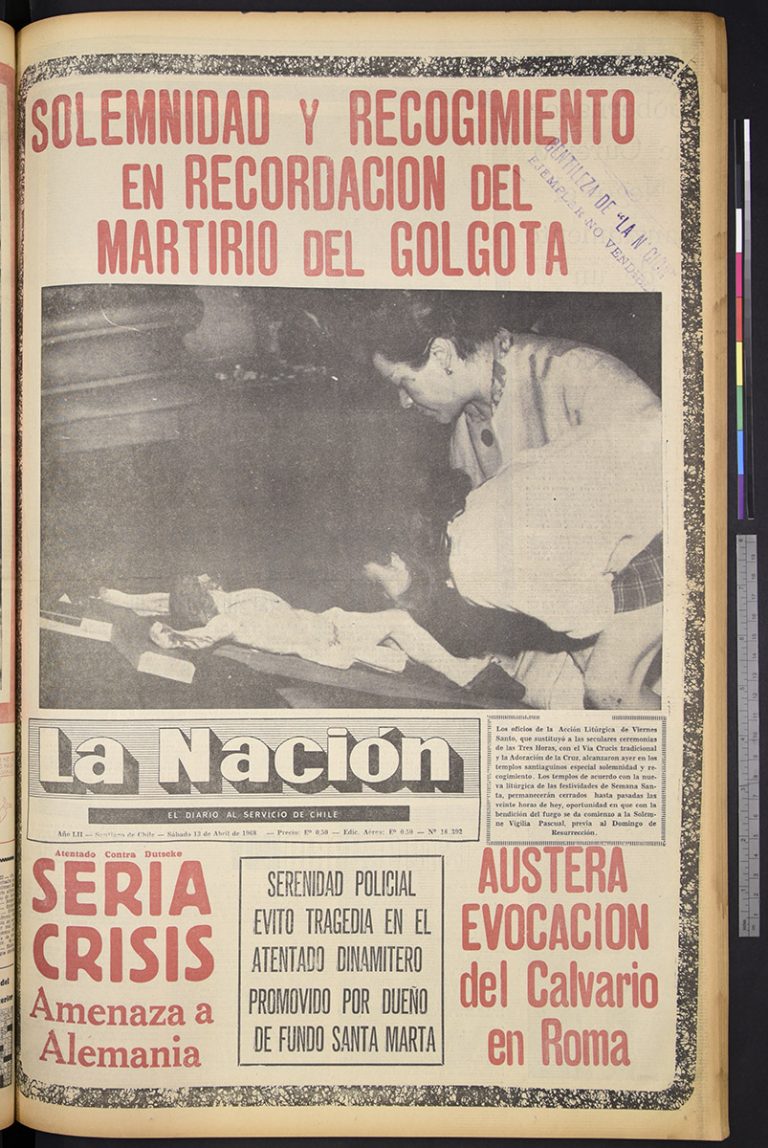 SOLEMNIDAD Y RECOGIMIENTO
EN RECORDACION DEL
MARTIRIO DEL GOLGOTA
GENTILEZA DE "LA N
EJEMPLAR NO VENDIBLE
La Nación
EL DIARIO AL SERVICIO DE CHILE
Año LII — Santiago de Chile — Sábado 13 de Abril de 1968 — Precio: Eº 0,50 — Edic. Aérea: Eº 0,50 — Nº 16.392
Los oficios de la Acción Litúrgica de Viernes
Santo, que sustituyó a las seculares ceremonias
de las Tres Horas, con el Vía Crucis tradicional
y la Adoración de la Cruz, alcanzaron ayer en los
templos santiaguinos especial solemnidad y re-
cogimiento. Los templos de acuerdo con la nue-
va litúrgica de las festividades de Semana San-
ta, permanecerán cerrados hasta pasadas las
veinte horas de hoy, oportunidad en que con la
bendición del fuego se da comienzo a la Solem-
ne Vigilia Pascual, previa al Domingo de
Resurrección.
Atentado Contra Dutscke
SERIA
CRISIS
Amenaza a
Alemania
SERENIDAD POLICIAL
EVITO TRAGEDIA EN EL
ATENTADO DINAMITERO
PROMOVIDO POR DUEÑO
DE FUNDO SANTA MARTA
AUSTERA
EVOCACION
del Calvario
en Roma